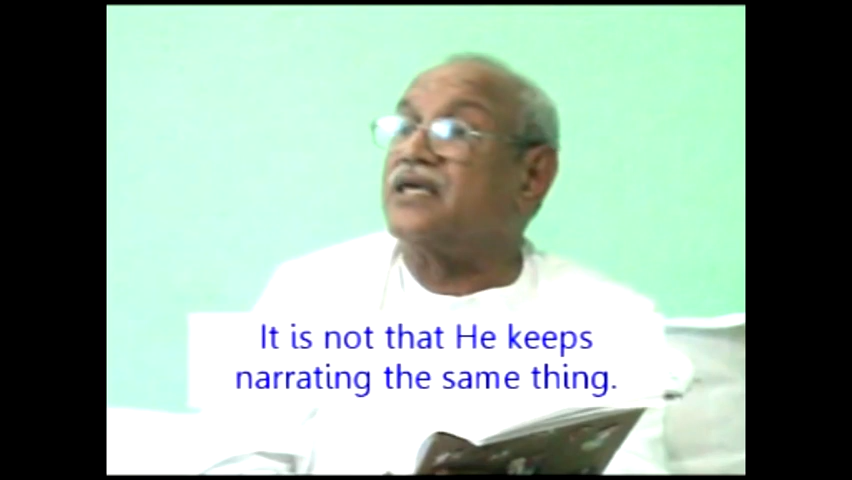 It is not that He keeps
narrating the same thing.